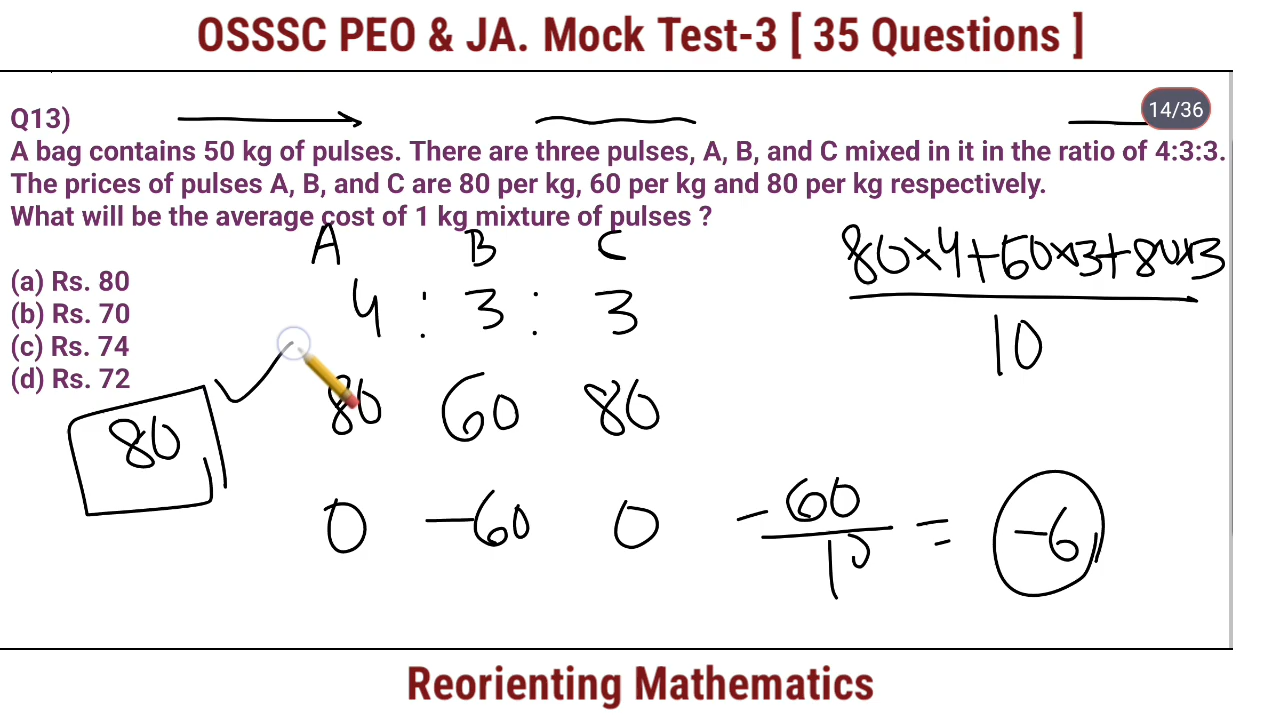 OSSSC PEO & JA. Mock Test-3 [ 35 Questions ]
14/36
Q13)
A bag contains 50 kg of pulses. There are three pulses, A, B, and C mixed in it in the ratio of 4:3:3.
The prices of pulses A, B, and C are 80 per kg, 60 per kg and 80 per kg respectively.
What will be the average cost of 1 kg mixture of pulses ?
(a) Rs. 80
(b) Rs. 70
(c) Rs. 74
(d) Rs. 72
A B C
4 : 3 : 3
80 60 80
0 -60 0
80
80×4+60×3+80×3
10
-60
10
= -6
Reorienting Mathematics